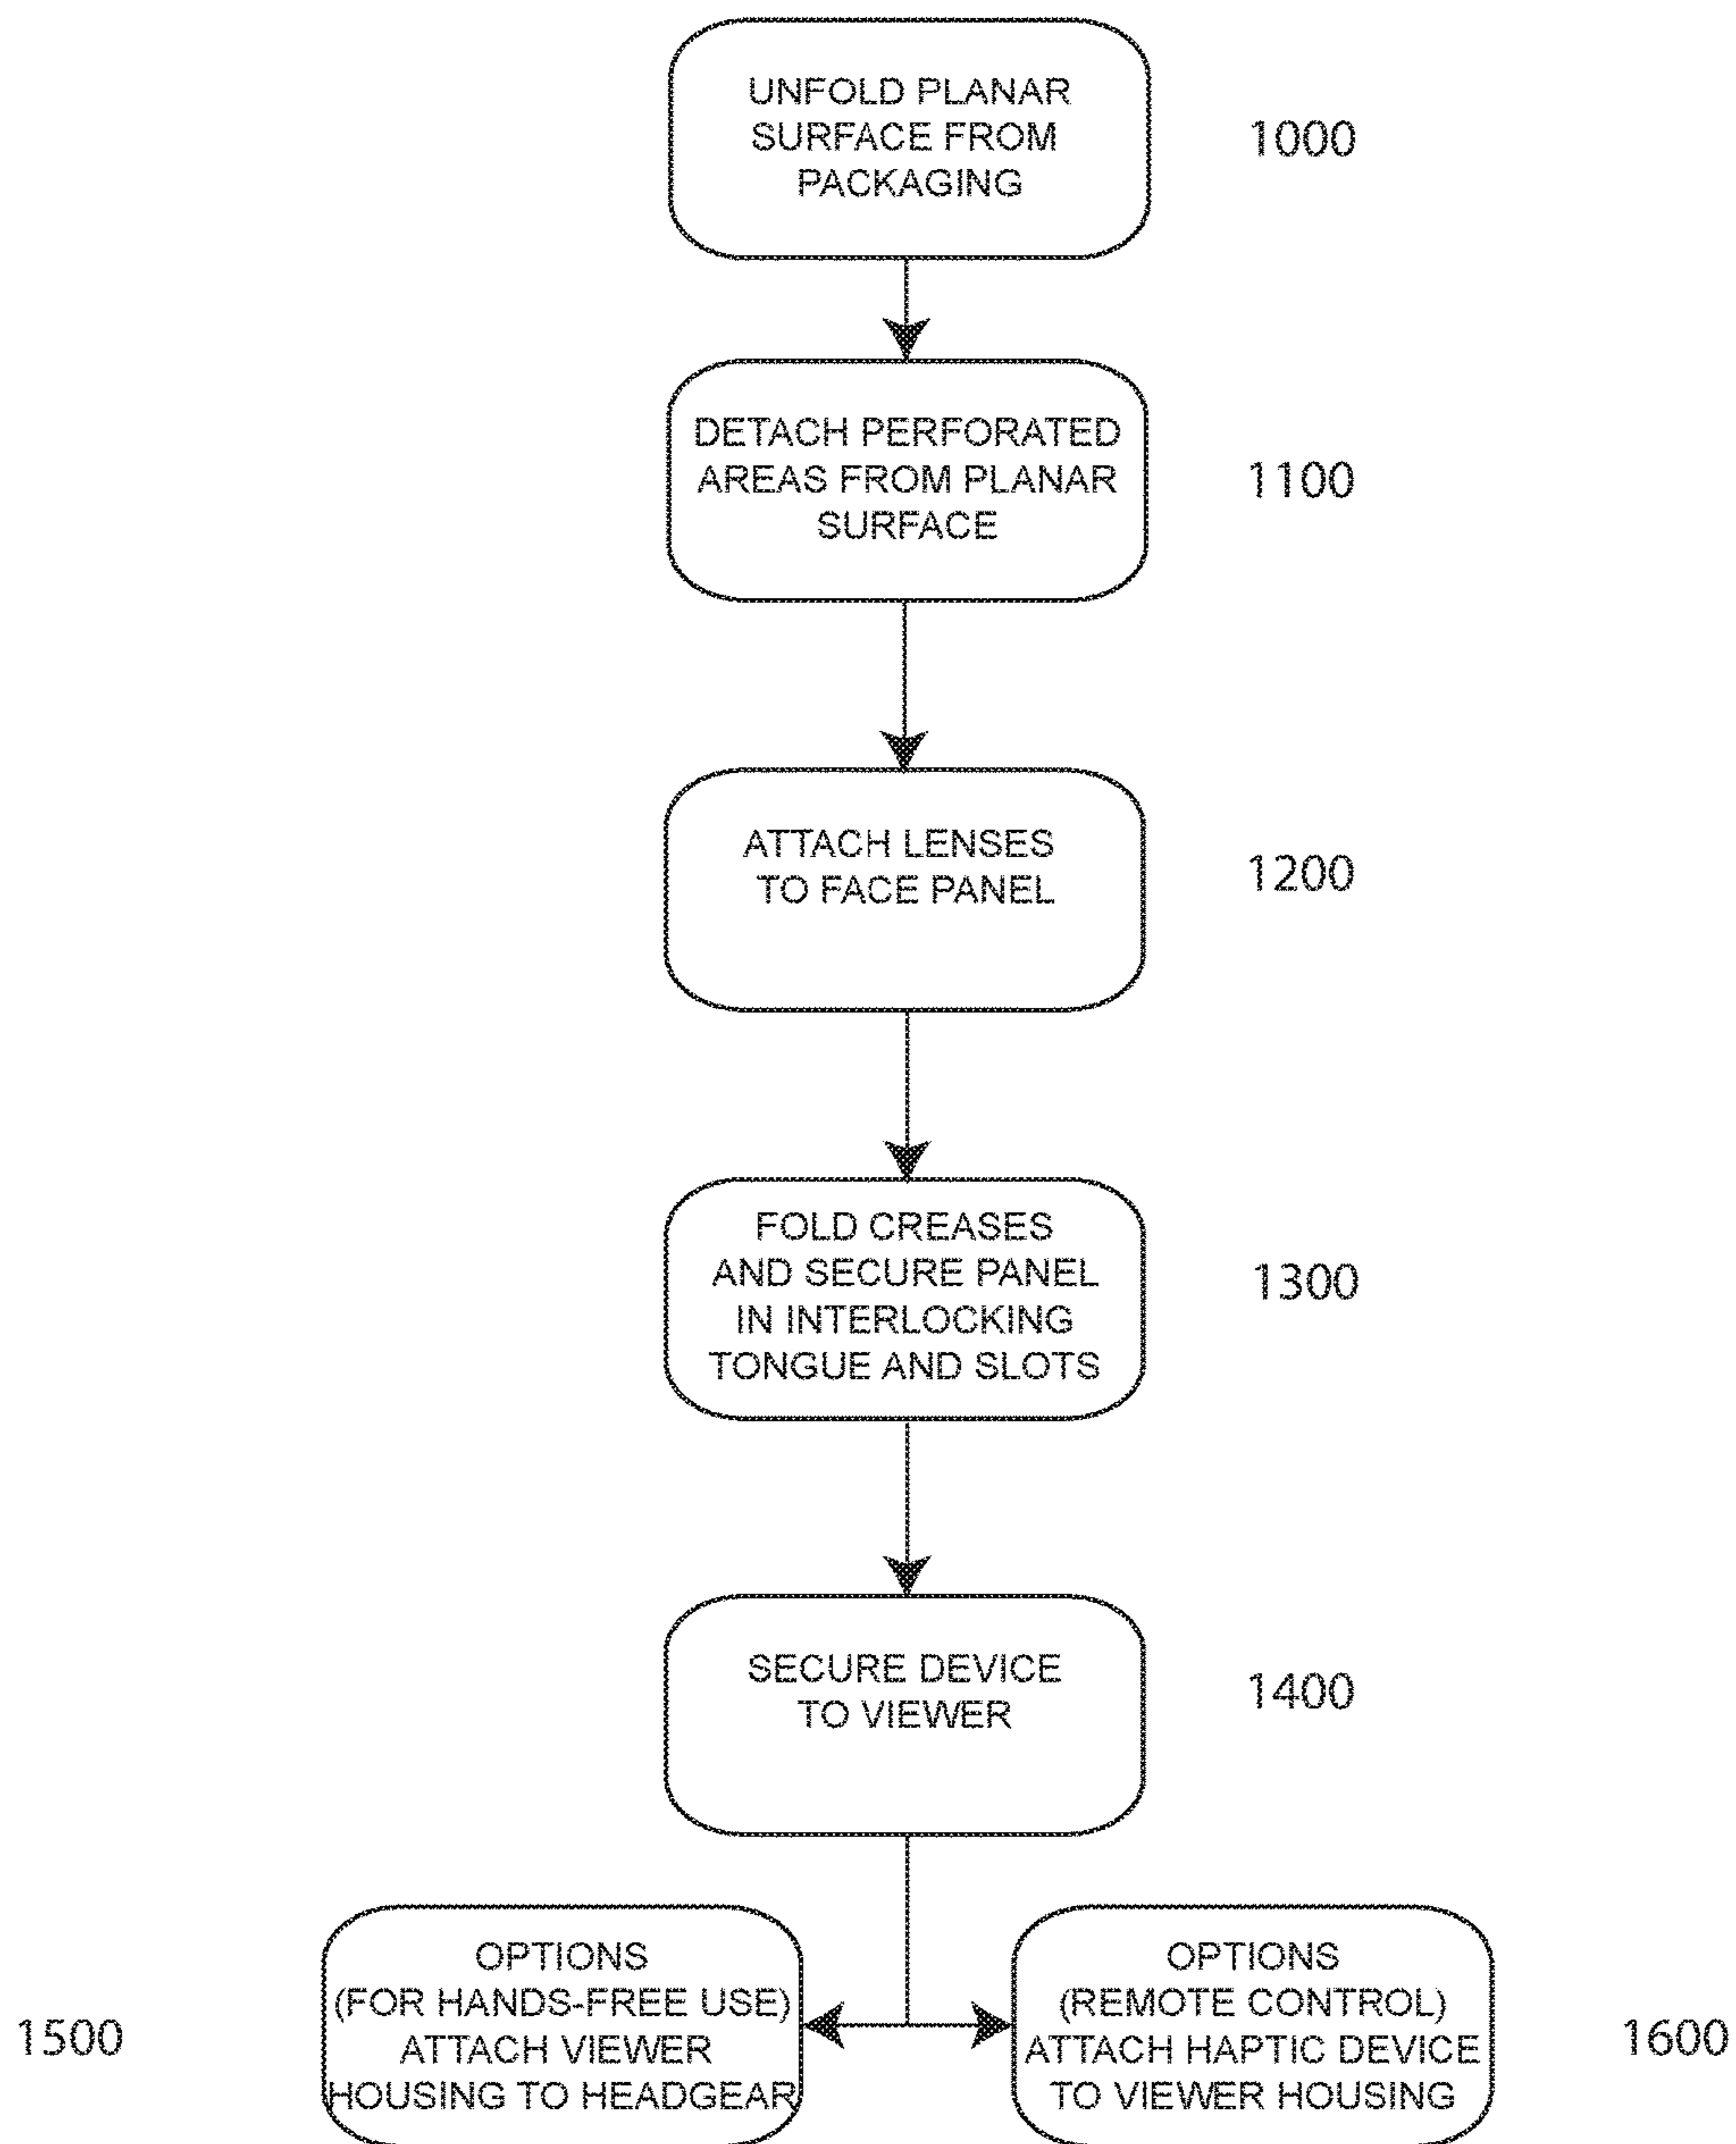 UNFOLD PLANAR
SURFACE FROM
PACKAGING
1000
DETACH PERFORATED
AREAS FROM PLANAR
SURFACE
1100
ATTACH LENSES
TO FACE PANEL
1200
FOLD CREASES
AND SECURE PANEL
IN INTERLOCKING
TONGUE AND SLOTS
1300
SECURE DEVICE
TO VIEWER
1400
1500
OPTIONS
(FOR HANDS-FREE USE)
ATTACH VIEWER
HOUSING TO HEADGEAR
OPTIONS
(REMOTE CONTROL)
ATTACH HAPTIC DEVICE
TO VIEWER HOUSING
1600